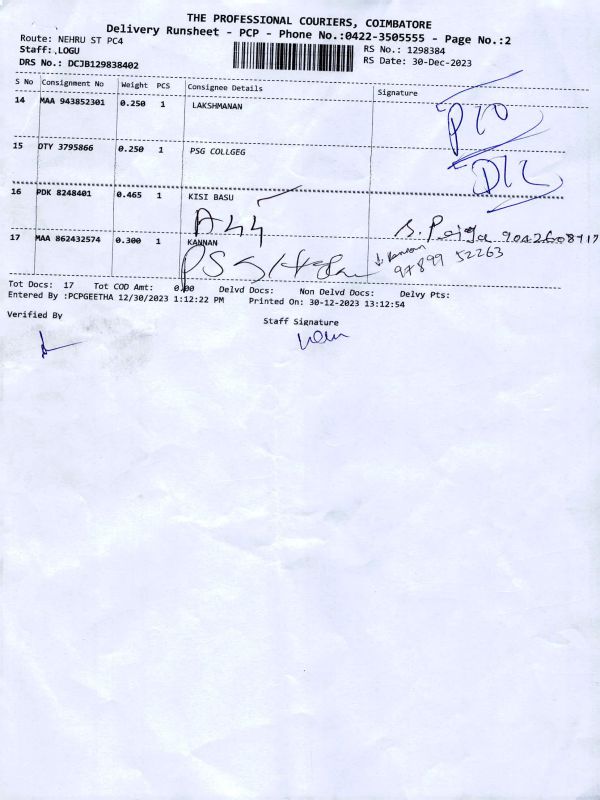 THE PROFESSIONAL COURIERS, COIMBATORE
Delivery Runsheet - PCP - Phone No.:0422-3505555 - Page No.:2
Route: NEHRU ST PC4
RS No.: 1298384
Staff:,LOGU
RS Date: 30-Dec-2023
DRS No.: DCJB129838402
S No Consignment No Weight PCS Consignee Details Signature
14 MAA 943852301 0.250 1 LAKSHMANAN
15 OTY 3795866 0.250 1 PSG COLLGEG
16 PDK 8248401 0.465 1 KISI BASU
A44
17 MAA 862432574 0.300 1 KANNAN
97899 52263
Tot Docs: 17 Tot COD Amt: 0.00 Delvd Docs: Non Delvd Docs: Delvy Pts:
Entered By :PCPGEETHA 12/30/2023 1:12:22 PM Printed On: 30-12-2023 13:12:54
Verified By
Staff Signature